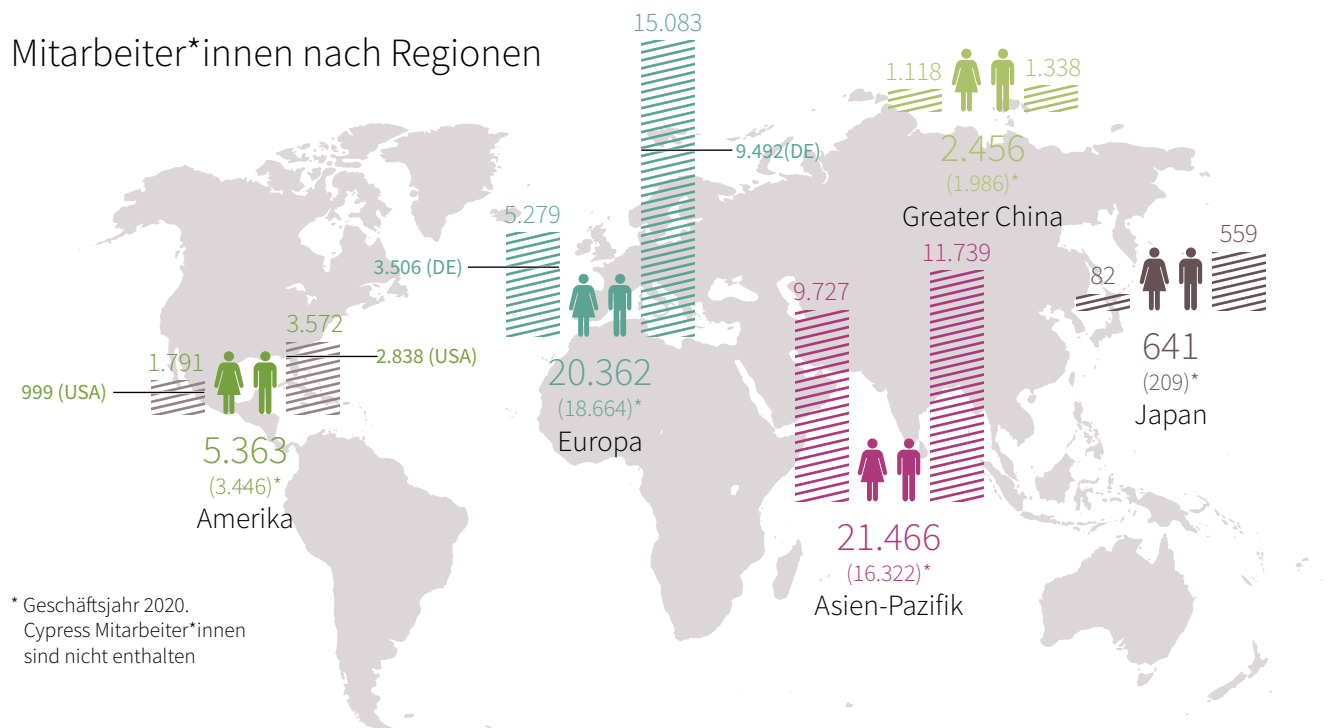 Mitarbeiter*innen nach Regionen
15.083
9.492(DE)
5.279
3.506 (DE)
20.362
(18.664)*
Europa
1.118
1.338
2.456
(1.986)*
Greater China
82
559
641
(209)*
Japan
9.727
11.739
21.466
(16.322)*
Asien-Pazifik
1.791
3.572
999 (USA)
2.838 (USA)
5.363
(3.446)*
Amerika
* Geschäftsjahr 2020.
Cypress Mitarbeiter*innen
sind nicht enthalten